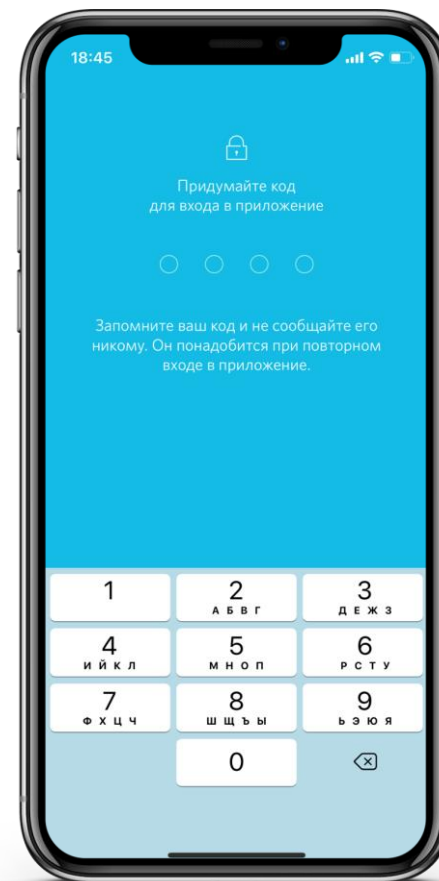 18:45
Придумайте код
для входа в приложение
Запомните ваш код и не сообщайте его
никому. Он понадобится при повторном
входе в приложение.
1 2 3
А Б В Г Д Е Ж З
4 5 6
И Й К Л М Н О П Р С Т У
7 8 9
Ф Х Ц Ч Ш Щ Ъ Ы Ь Э Ю Я
0